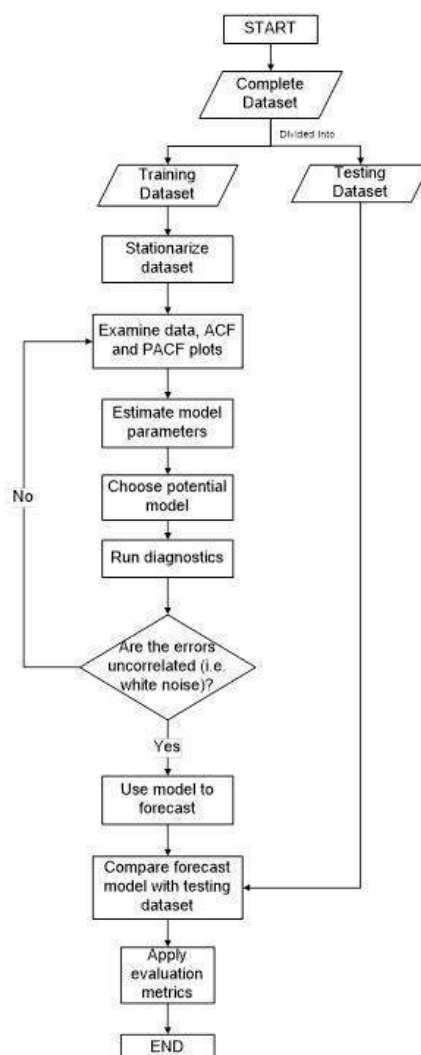 START
Complete
Dataset
Divided Into
Training
Dataset
Testing
Dataset
Stationarize
dataset
Examine data, ACF
and PACF plots
Estimate model
parameters
No
Choose potential
model
Run diagnostics
Are the errors
uncorrelated (i.e.
white noise)?
Yes
Use model to
forecast
Compare forecast
model with testing
dataset
Apply
evaluation
metrics
END